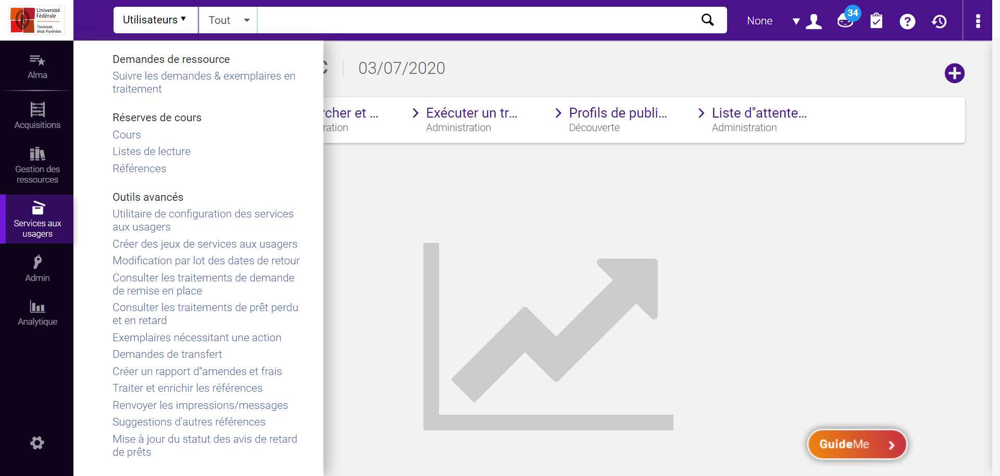 Université
Fédérale
Toulouse
Midi-Pyrénées
Utilisateurs
Tout
None
34
Alma
Acquisitions
Gestion des
ressources
Services aux
usagers
Admin
Analytique
Demandes de ressource
Suivre les demandes & exemplaires en
traitement
Réserves de cours
Cours
Listes de lecture
Références
Outils avancés
Utilitaire de configuration des services
aux usagers
Créer des jeux de services aux usagers
Modification par lot des dates de retour
Consulter les traitements de demande
de remise en place
Consulter les traitements de prêt perdu
et en retard
Exemplaires nécessitant une action
Demandes de transfert
Créer un rapport d"amendes et frais
Traiter et enrichir les références
Renvoyer les impressions/messages
Suggestions d'autres références
Mise à jour du statut des avis de retard
de prêts
03/07/2020
rcher et ...
ration
Exécuter un tr...
Administration
Profils de publi...
Découverte
Liste d"attente...
Administration
GuideMe